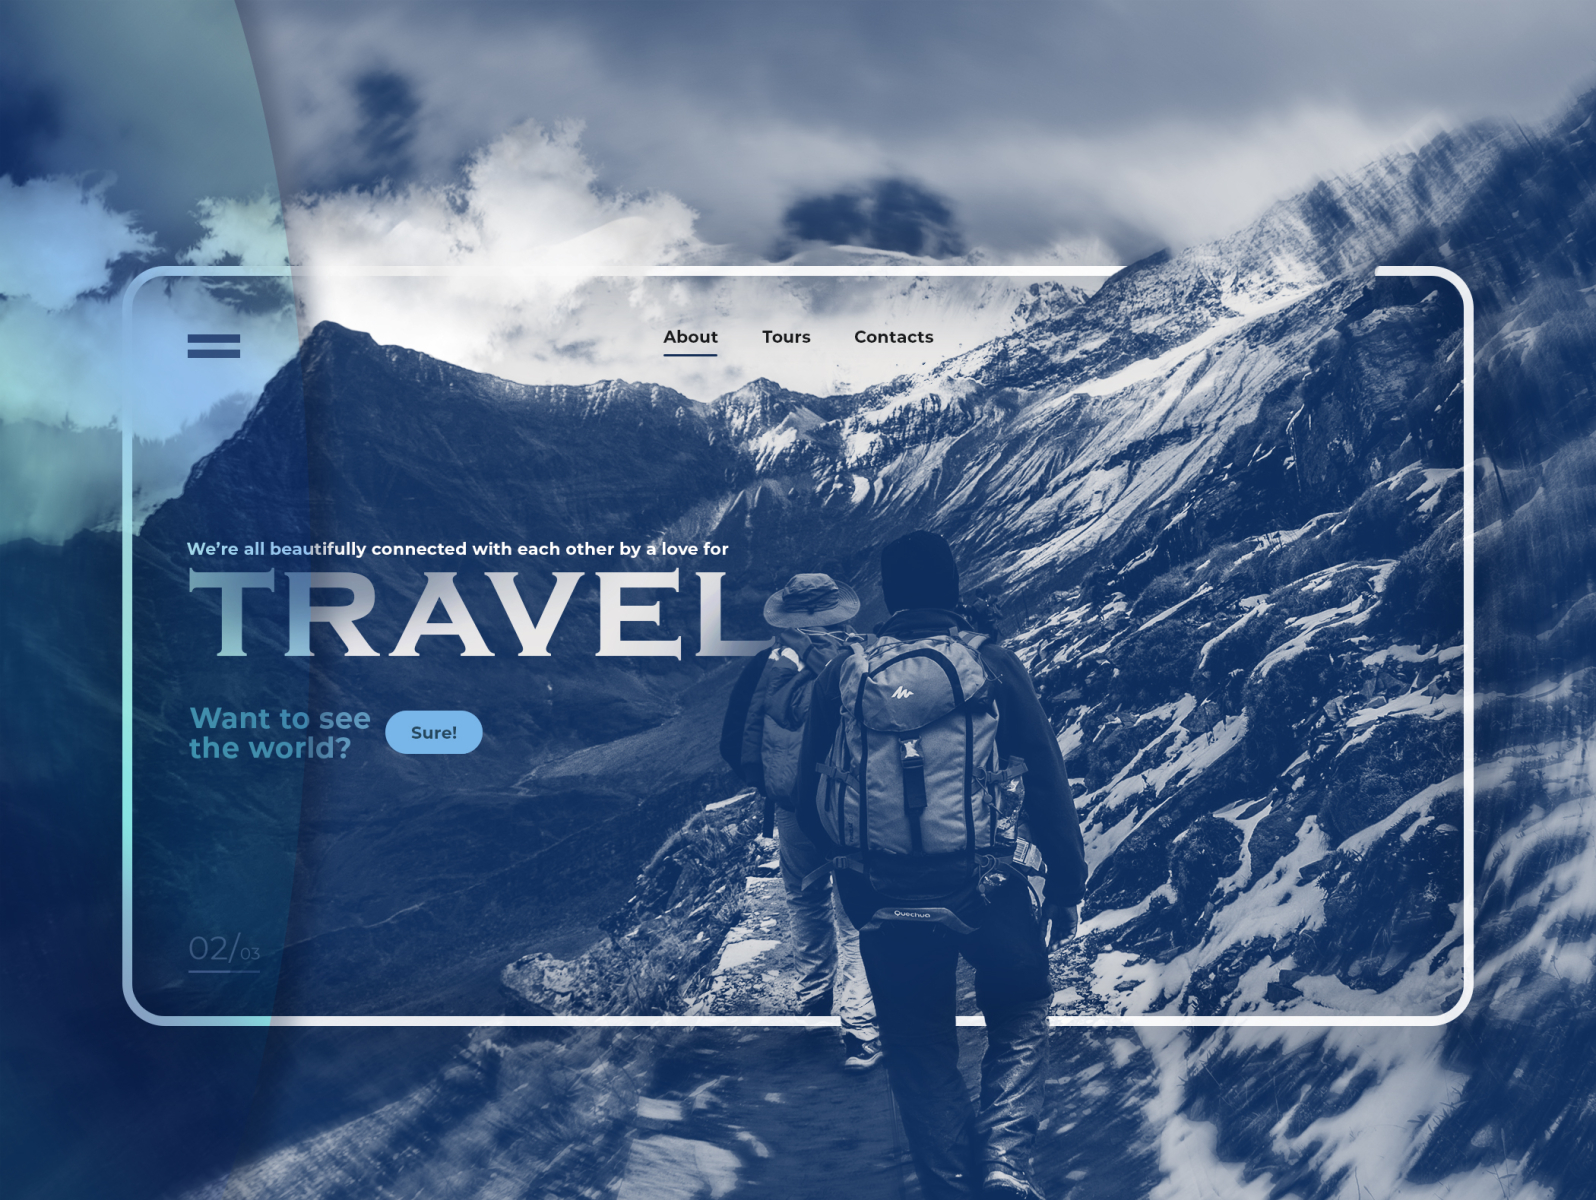 About Tours Contacts
We're all beautifully connected with each other by a love for
TRAVEL
Want to see
the world?
Sure!
02/03
Quechua